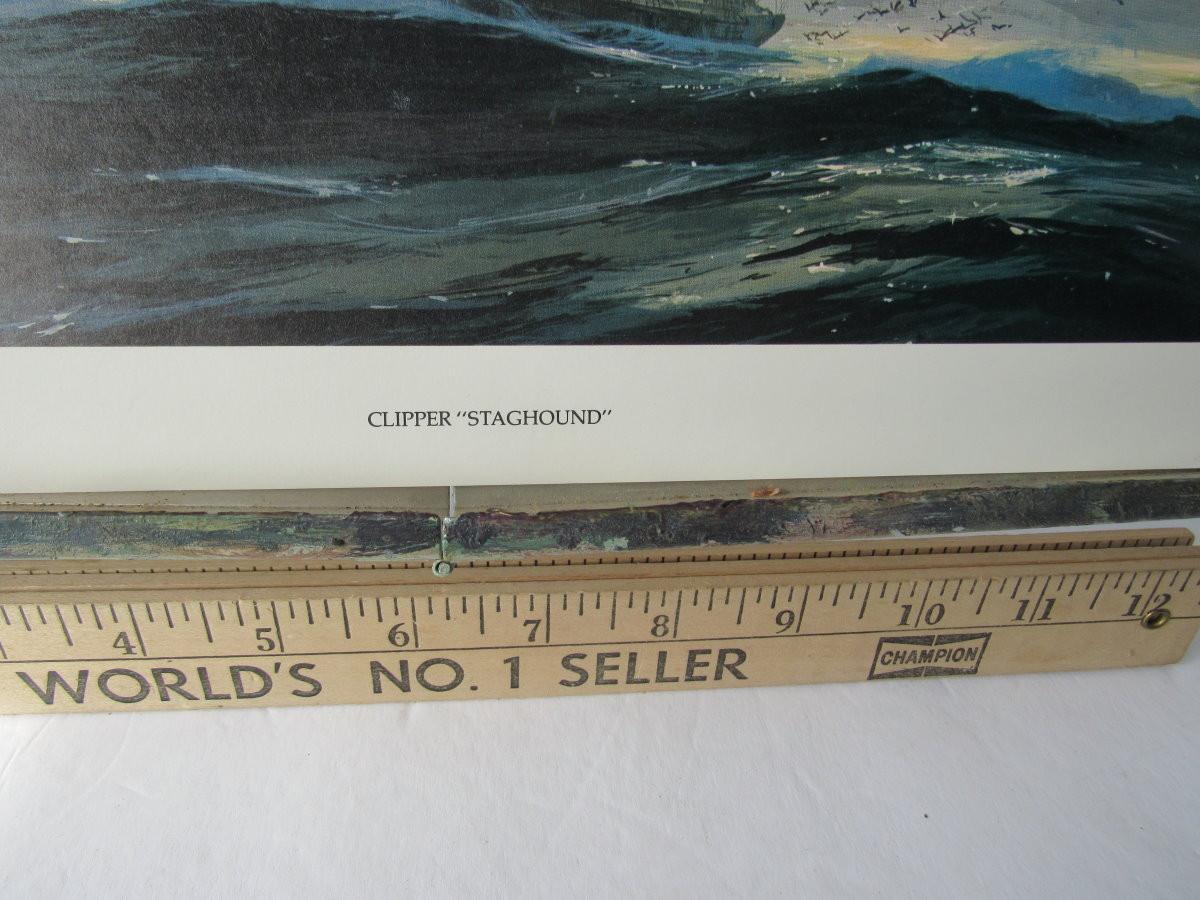 CLIPPER "STAGHOUND"
4 5 6 7 8 9 10 11 12
WORLD'S NO. 1 SELLER CHAMPION